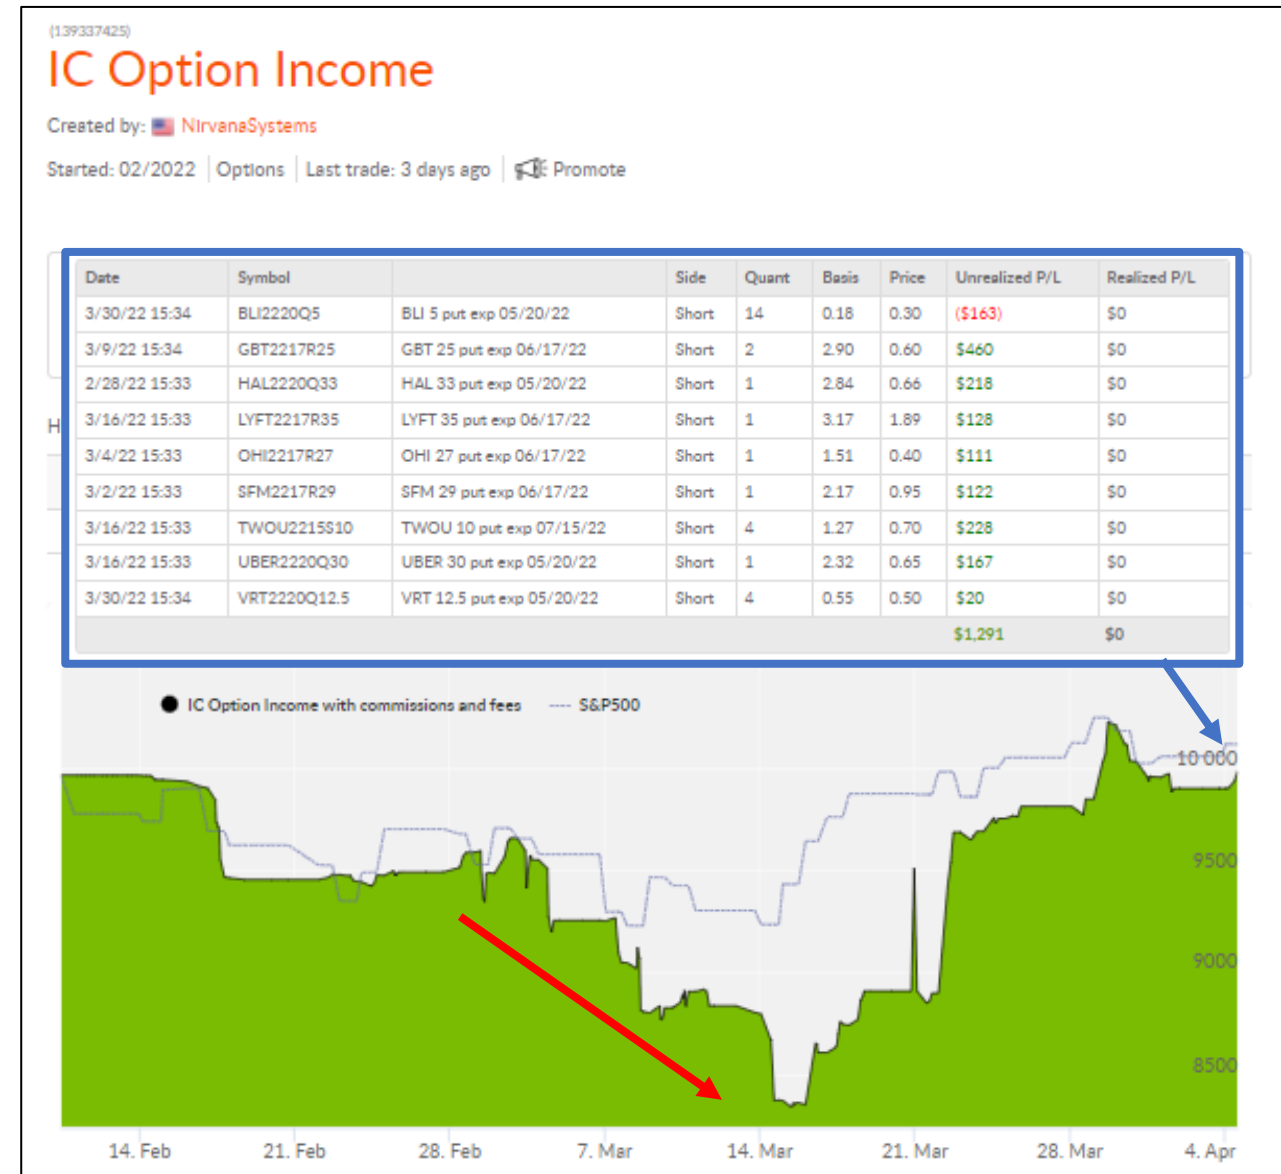 (139337425)
IC Option Income
Created by: NirvanaSystems
Started: 02/2022 Options Last trade: 3 days ago Promote
Date Symbol Side Quant Basis Price Unrealized P/L Realized P/L
3/30/22 15:34 BLI2220Q5 BLI 5 put exp 05/20/22 Short 14 0.18 0.30 ($163) $0
3/9/22 15:34 GBT2217R25 GBT 25 put exp 06/17/22 Short 2 2.90 0.60 $460 $0
2/28/22 15:33 HAL2220Q33 HAL 33 put exp 05/20/22 Short 1 2.84 0.66 $218 $0
H
3/16/22 15:33 LYFT2217R35 LYFT 35 put exp 06/17/22 Short 1 3.17 1.89 $128 $0
3/4/22 15:33 OHI2217R27 OHI 27 put exp 06/17/22 Short 1 1.51 0.40 $111 $0
3/2/22 15:33 SFM2217R29 SFM 29 put exp 06/17/22 Short 1 2.17 0.95 $122 $0
3/16/22 15:33 TWOU2215S10 TWOU 10 put exp 07/15/22 Short 4 1.27 0.70 $228 $0
3/16/22 15:33 UBER2220Q30 UBER 30 put exp 05/20/22 Short 1 2.32 0.65 $167 $0
3/30/22 15:34 VRT2220Q12.5 VRT 12.5 put exp 05/20/22 Short 4 0.55 0.50 $20 $0
$1,291 $0
IC Option Income with commissions and fees S&P500
10 000
9500
9000
8500
14. Feb 21. Feb 28. Feb 7. Mar 14. Mar 21. Mar 28. Mar 4. Apr